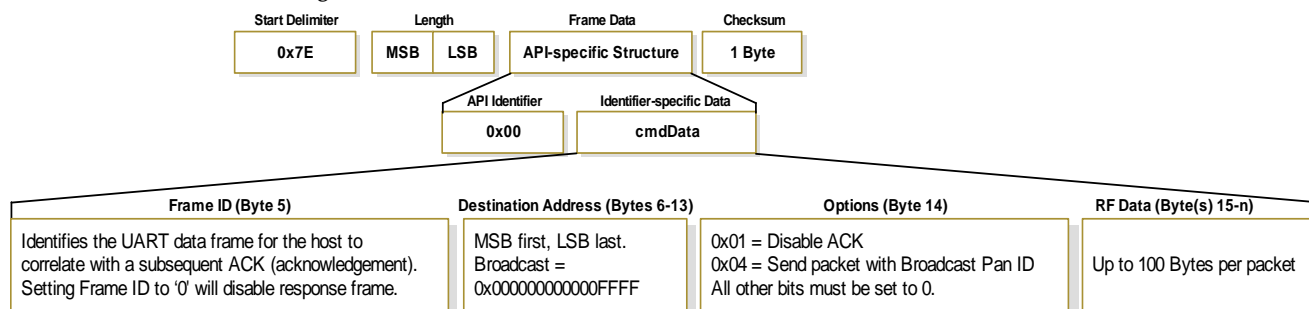 Start Delimiter Length Frame Data Checksum
0x7E MSB LSB API-specific Structure 1 Byte
API Identifier Identifier-specific Data
0x00 cmdData
Frame ID (Byte 5)
Identifies the UART data frame for the host to
correlate with a subsequent ACK (acknowledgement).
Setting Frame ID to ‘0' will disable response frame.
Destination Address (Bytes 6-13)
MSB first, LSB last.
Broadcast =
0x000000000000FFFF
Options (Byte 14)
0x01 = Disable ACK
0x04 = Send packet with Broadcast Pan ID
All other bits must be set to 0.
RF Data (Byte(s) 15-n)
Up to 100 Bytes per packet